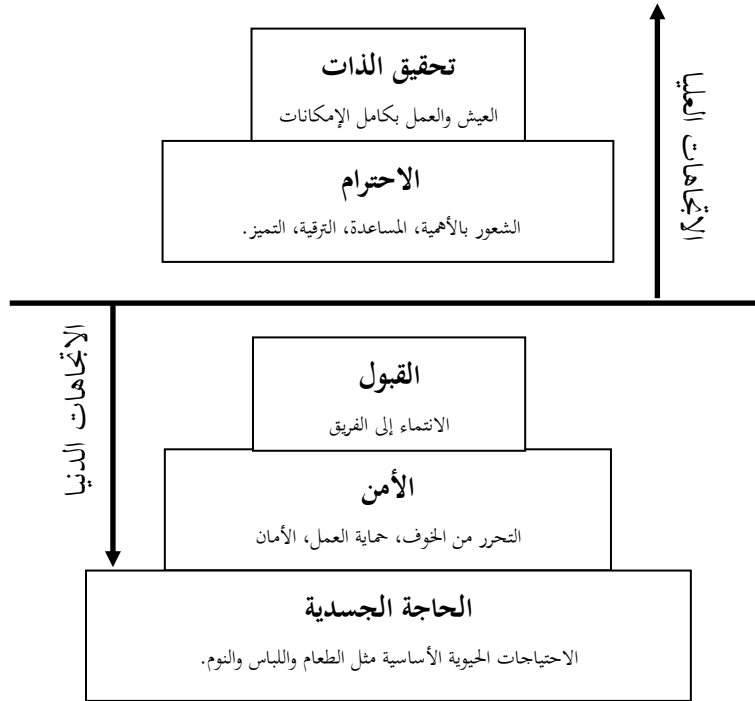 تحقيق الذات
العيش والعمل بكامل الإمكانات
الاتجاهات العليا
الاحترام
الشعور بالأهمية، المساعدة، الترقية، التميز.
الاتجاهات الدنيا
القبول
الانتماء إلى الفريق
الأمن
التحرر من الخوف، حماية العمل، الأمان
الحاجة الجسدية
الاحتياجات الحيوية الأساسية مثل الطعام واللباس والنوم.